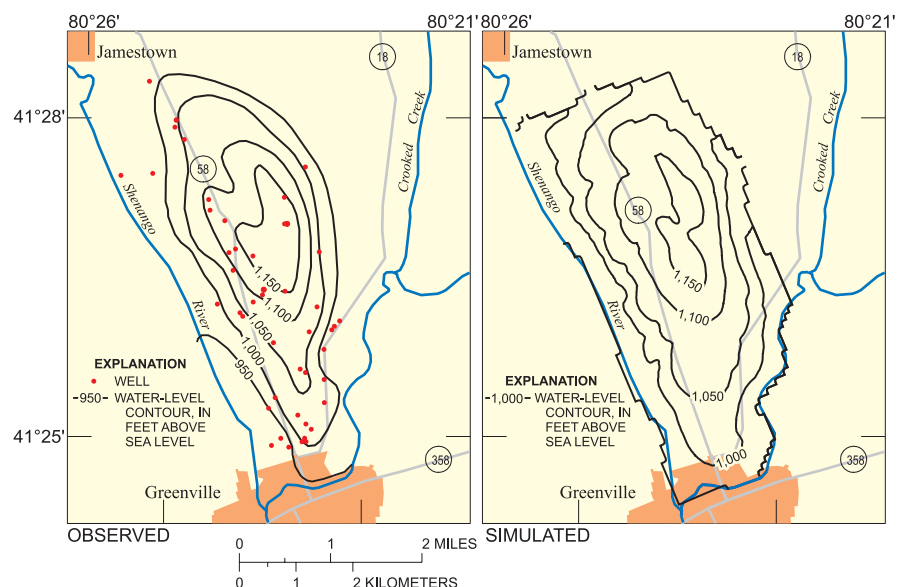 80°26'
80°21'
80°26'
80°21'
Jamestown
18
41°28'
Crooked Creek
58
Shenango
River
1,150
1,100
1,050
1,000
950
EXPLANATION
WELL
-950- WATER-LEVEL
CONTOUR, IN
FEET ABOVE
SEA LEVEL
41°25'
358
Greenville
OBSERVED
Jamestown
18
Crooked Creek
Shenango
58
River
1,150
1,100
1,050
1,000
EXPLANATION
-1,000- WATER-LEVEL
CONTOUR, IN
FEET ABOVE
SEA LEVEL
358
Greenville
SIMULATED
0 1 2 MILES
0 1 2 KILOMETERS